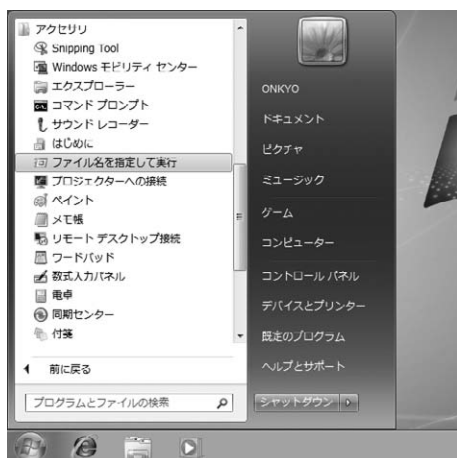 アクセサリ
Snipping Tool
Windows モビリティ センター
エクスプローラー
コマンド プロンプト
サウンド レコーダー
はじめに
ファイル名を指定して実行
プロジェクターへの接続
ペイント
メモ帳
リモート デスクトップ接続
ワードパッド
数式入力パネル
電卓
同期センター
付箋
前に戻る
プログラムとファイルの検索
ONKYO
ドキュメント
ピクチャ
ミュージック
ゲーム
コンピューター
コントロール パネル
デバイスとプリンター
既定のプログラム
ヘルプとサポート
シャットダウン